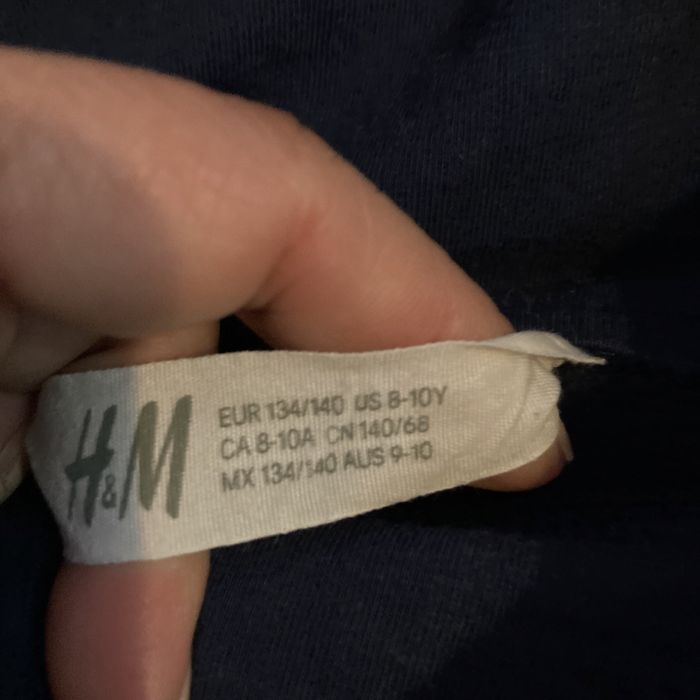 H&M
EUR 134/140 US 8-10Y
CA 8-10A CN 140/68
MX 134/140 AUS 9-10